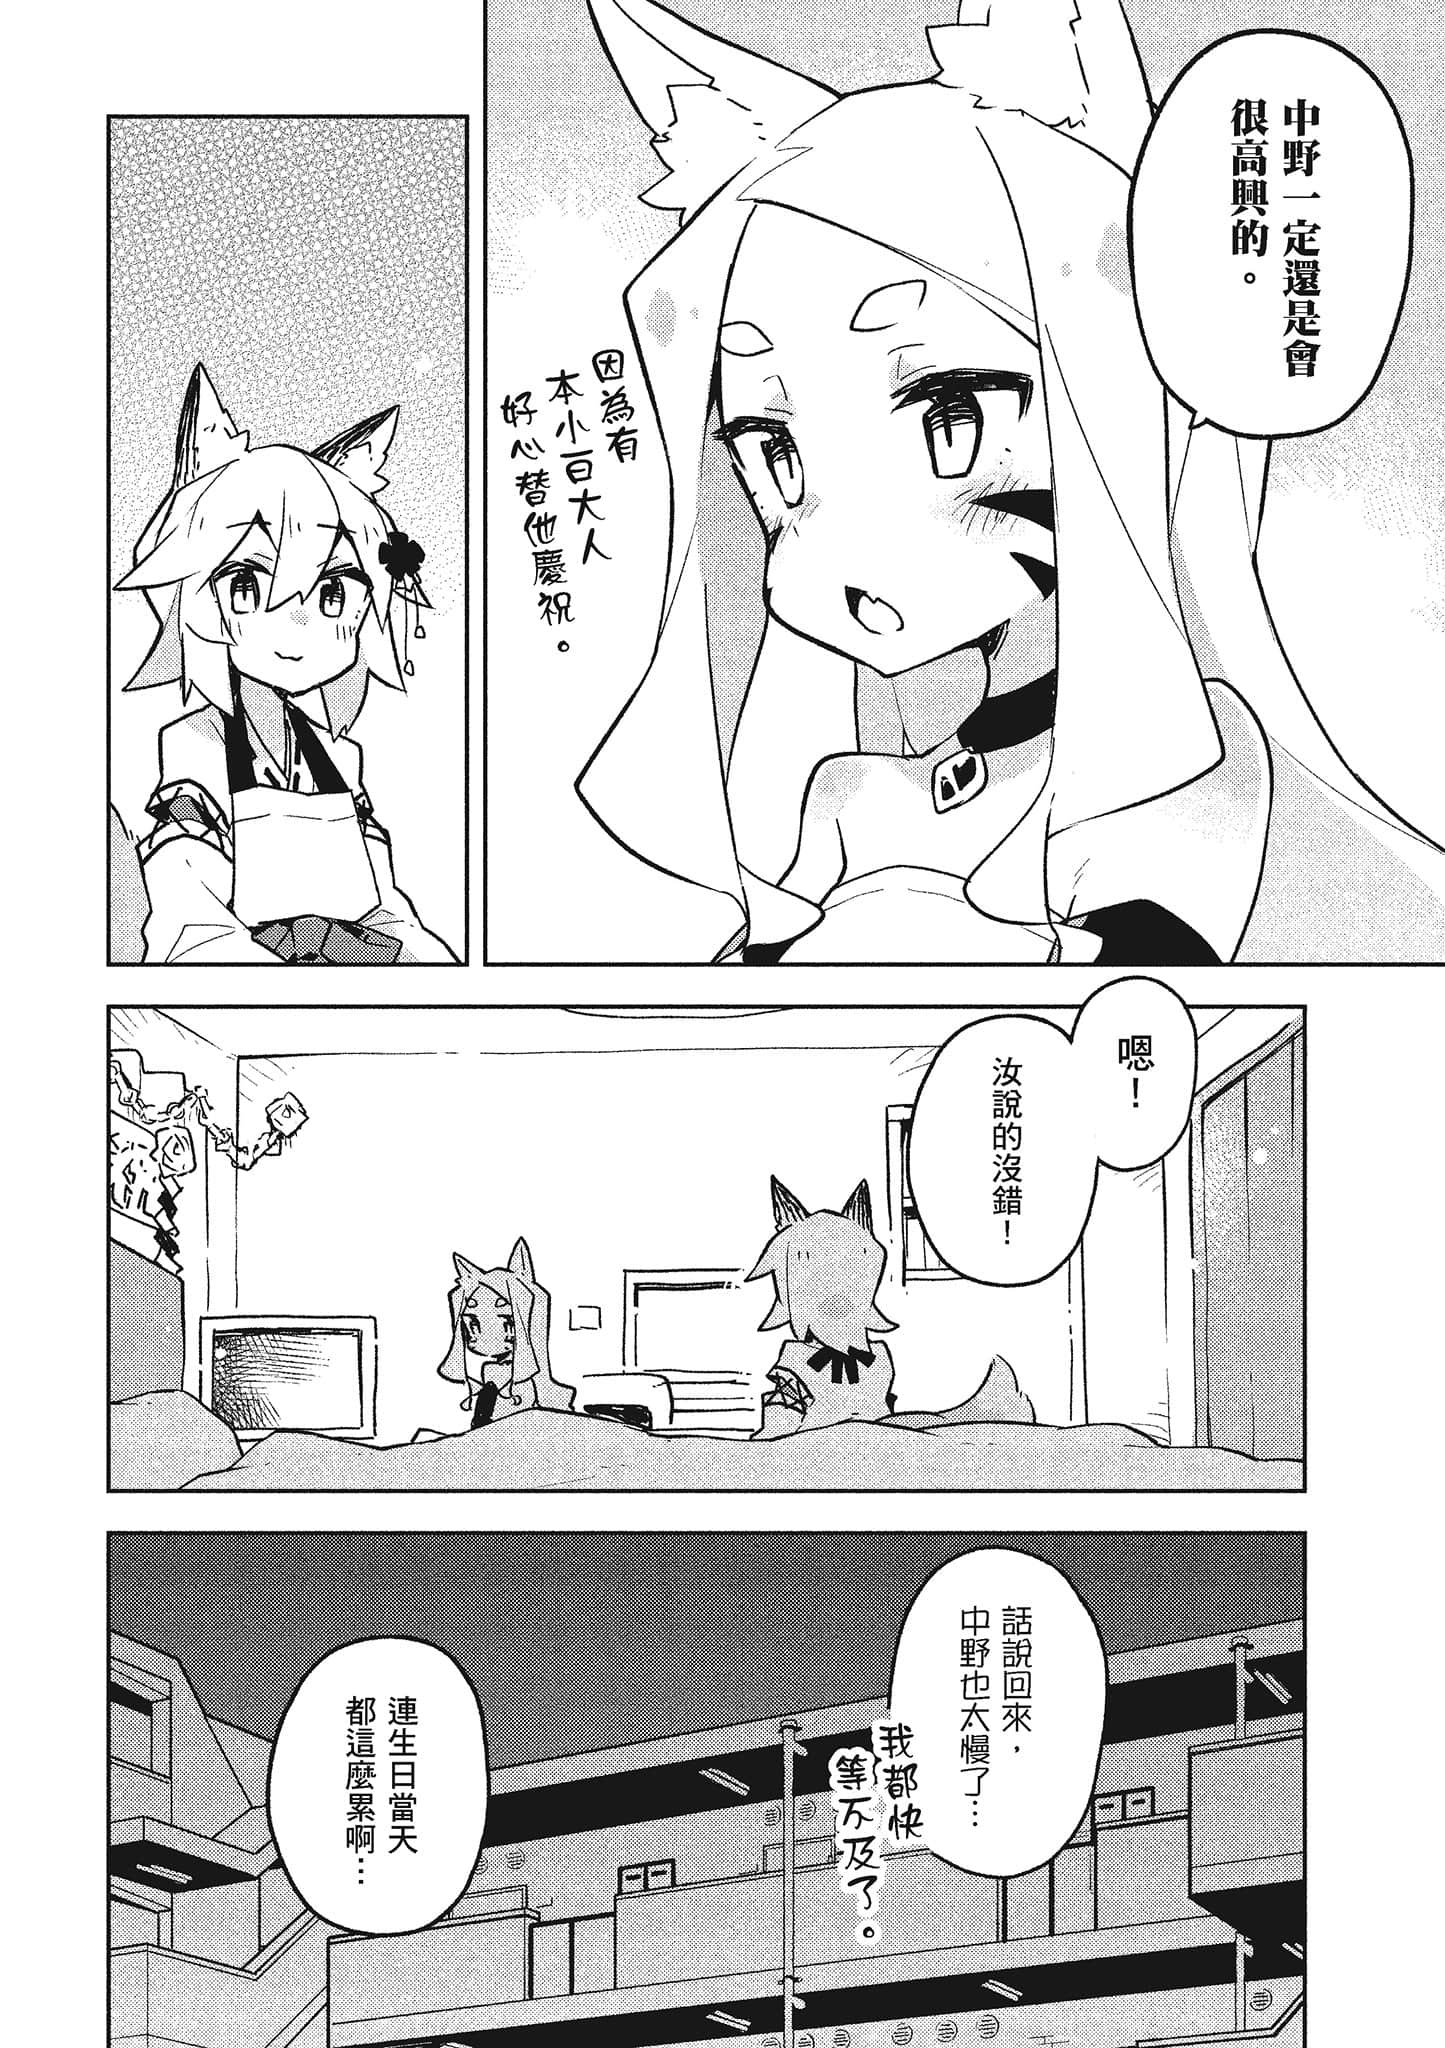 中野一定還是會
很高興的。
因為有
本小百大人
好心替他慶祝。
嗯！
汝說的沒錯！
話說回來，
中野也太慢了…
我都快
等不及了。
連生日當天
都這麼累啊…